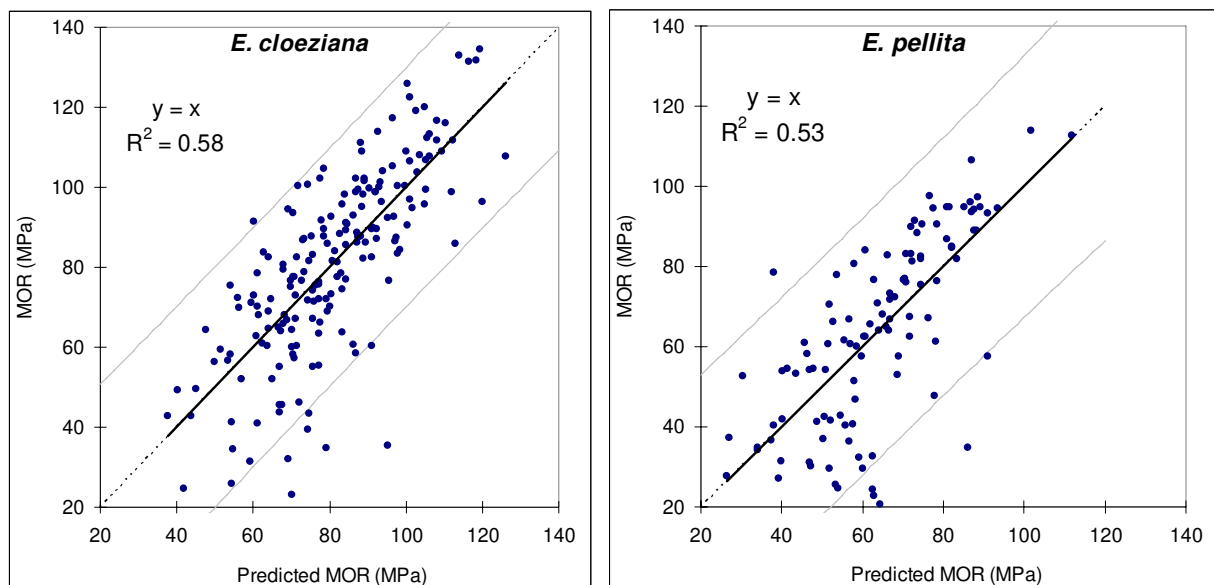 E. cloeziana
y = x
R² = 0.58
MOR (MPa)
140
120
100
80
60
40
20
20 40 60 80 100 120 140
Predicted MOR (MPa)
E. pellita
y = x
R² = 0.53
MOR (MPa)
140
120
100
80
60
40
20
20 40 60 80 100 120 140
Predicted MOR (MPa)